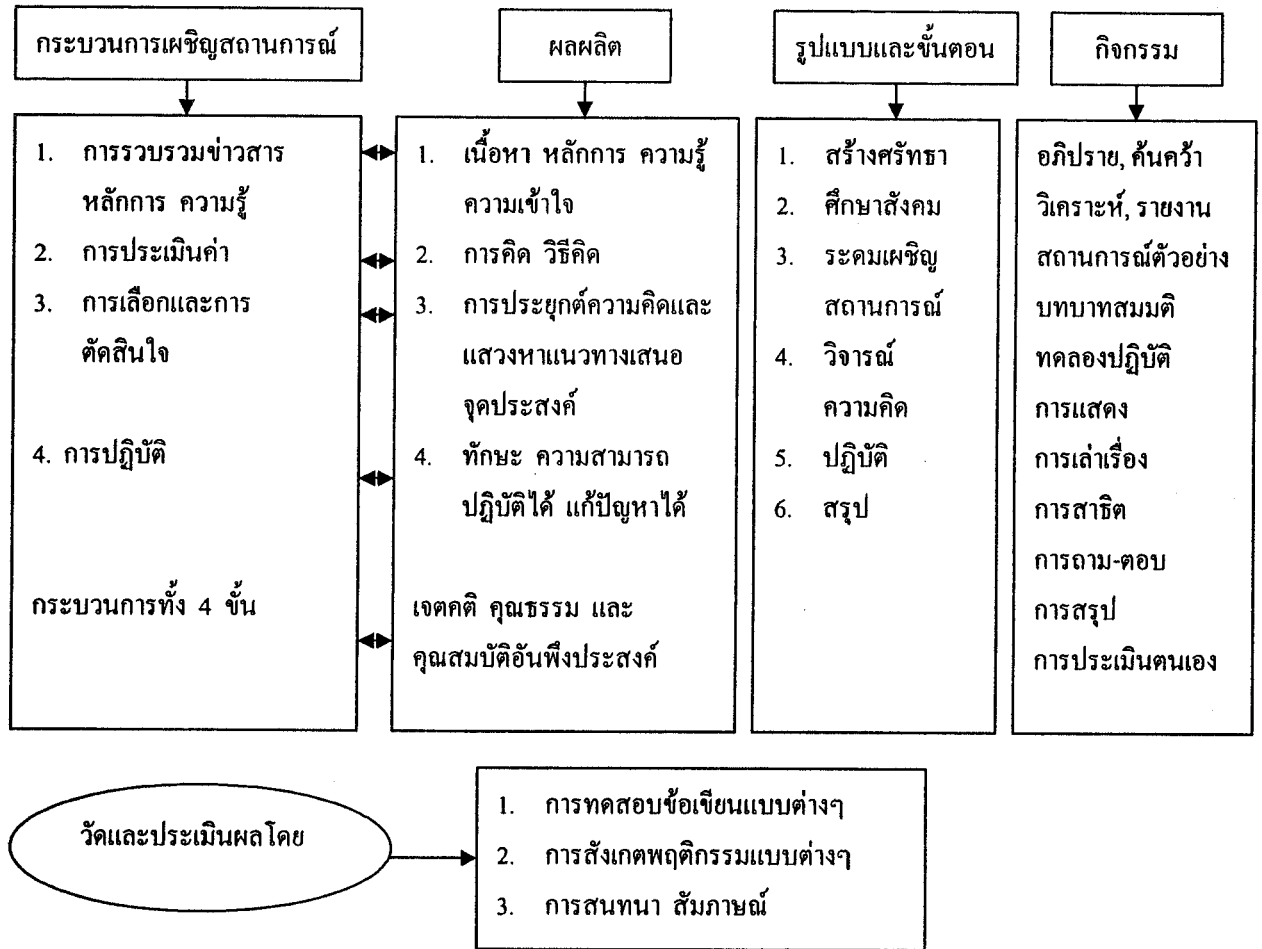 กระบวนการเผชิญสถานการณ์
ผลผลิต
รูปแบบและขั้นตอน
กิจกรรม
1. การรวบรวมข่าวสาร
หลักการ ความรู้
2. การประเมินค่า
3. การเลือกและการ
ตัดสินใจ
4. การปฏิบัติ
กระบวนการทั้ง 4 ขั้น
1. เนื้อหา หลักการ ความรู้
ความเข้าใจ
2. การคิด วิธีคิด
3. การประยุกต์ความคิดและ
แสวงหาแนวทางเสนอ
จุดประสงค์
4. ทักษะ ความสามารถ
ปฏิบัติได้ แก้ปัญหาได้
เจตคติ คุณธรรม และ
คุณสมบัติอันพึงประสงค์
1. สร้างศรัทธา
2. ศึกษาสังคม
3. ระดมเผชิญ
สถานการณ์
4. วิจารณ์
ความคิด
5. ปฏิบัติ
6. สรุป
อภิปราย, ค้นคว้า
วิเคราะห์, รายงาน
สถานการณ์ตัวอย่าง
บทบาทสมมติ
ทดลองปฏิบัติ
การแสดง
การเล่าเรื่อง
การสาธิต
การถาม-ตอบ
การสรุป
การประเมินตนเอง
วัดและประเมินผลโดย
1. การทดสอบข้อเขียนแบบต่างๆ
2. การสังเกตพฤติกรรมแบบต่างๆ
3. การสนทนา สัมภาษณ์